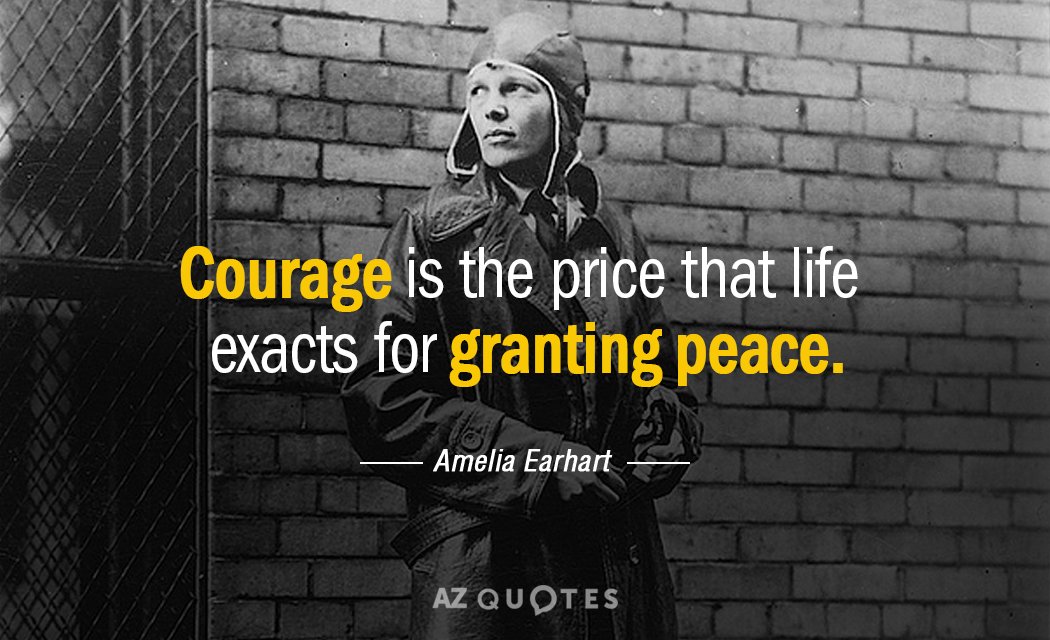 Courage is the price that life
exacts for granting peace.
Amelia Earhart
AZ QUOTES